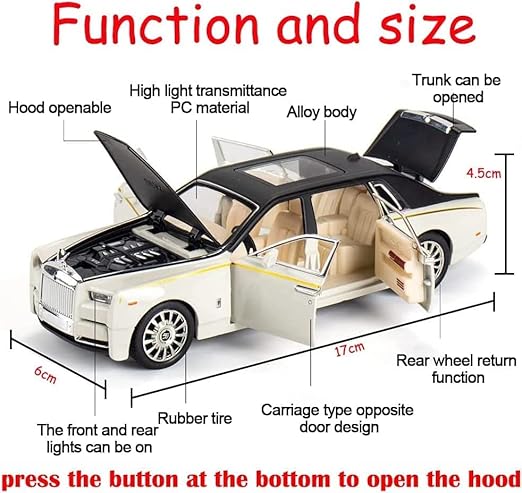 Function and size
Trunk can be
opened
High light transmittance
PC material
Hood openable
Alloy body
4.5cm
17cm
6cm
Rear wheel return
function
Carriage type opposite
door design
Rubber tire
The front and rear
lights can be on
press the button at the bottom to open the hood